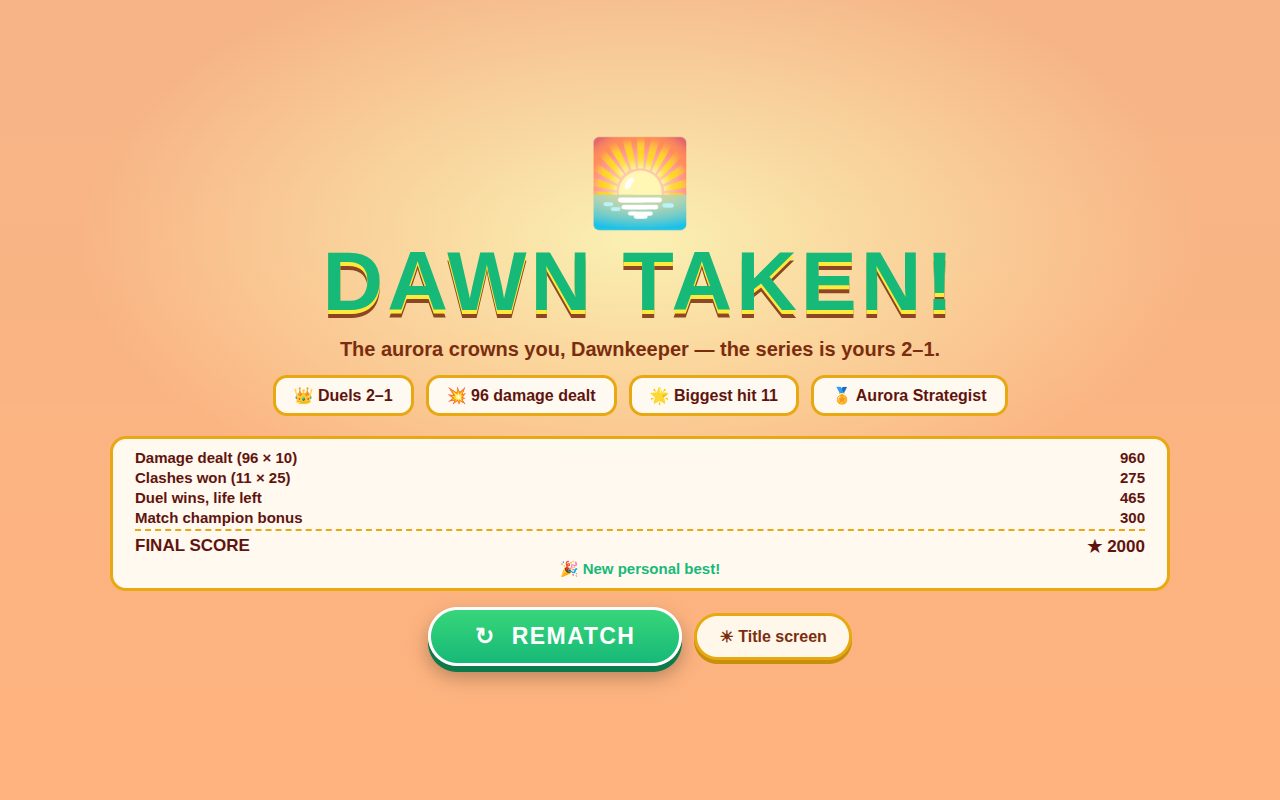 DAWN TAKEN!
The aurora crowns you, Dawnkeeper — the series is yours 2–1.
👑 Duels 2–1 💥 96 damage dealt 🌟 Biggest hit 11 🏅 Aurora Strategist
Damage dealt (96 × 10) 960
Clashes won (11 × 25) 275
Duel wins, life left 465
Match champion bonus 300
FINAL SCORE ★ 2000
🎉 New personal best!
↻ REMATCH ☀ Title screen